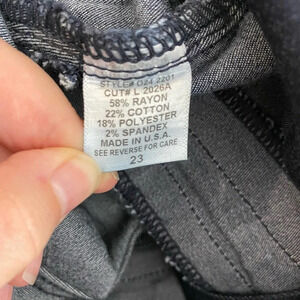 STYLE# O24 2201
CUT# L 2026A
58% RAYON
22% COTTON
18% POLYESTER
2% SPANDEX
MADE IN U.S.A.
SEE REVERSE FOR CARE
23